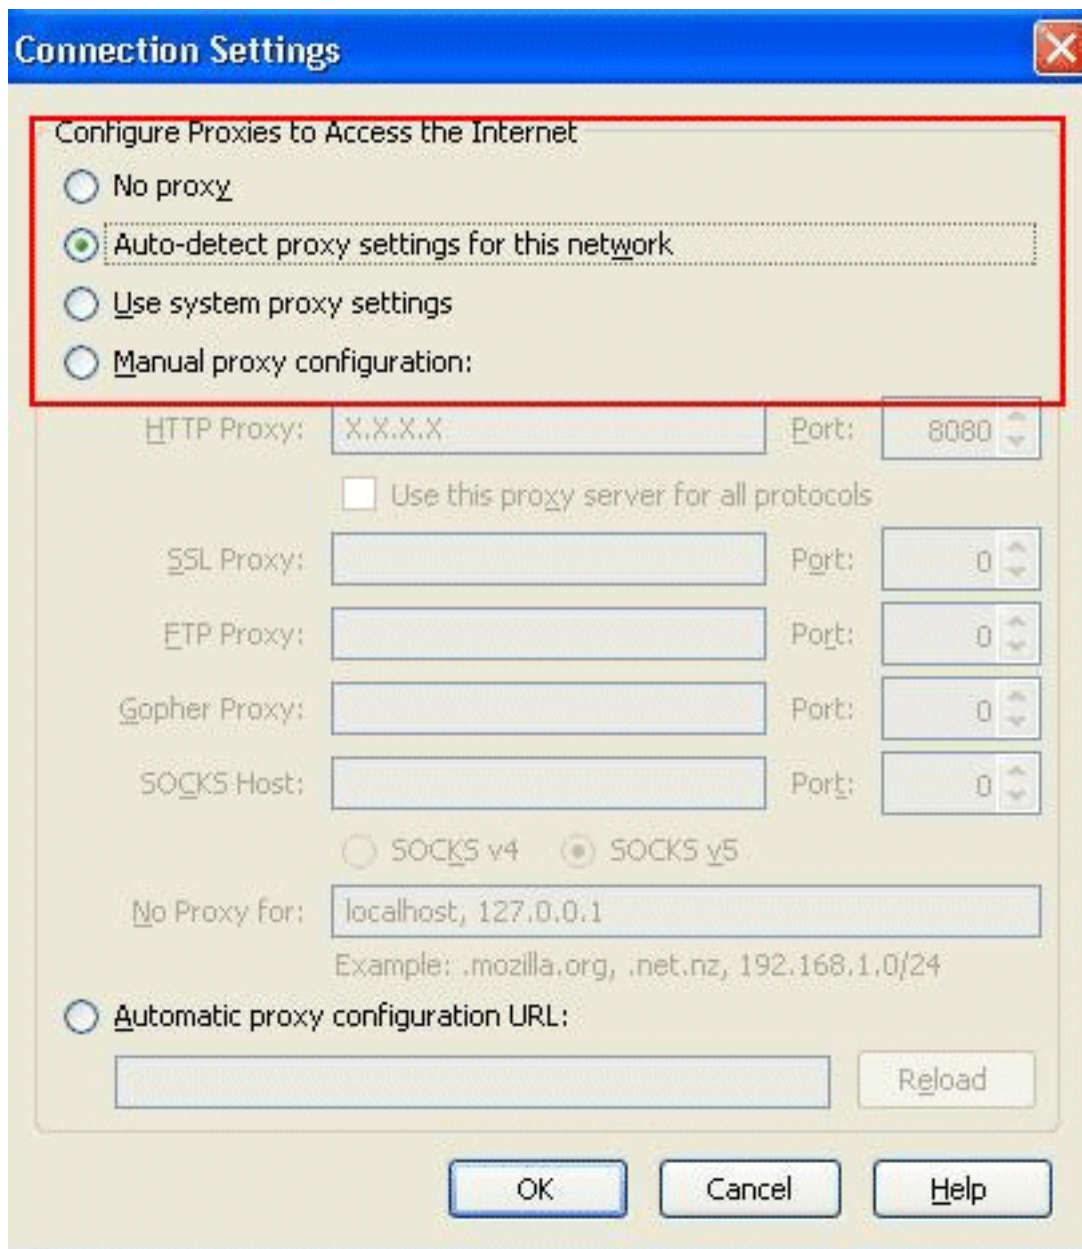 Connection Settings
Configure Proxies to Access the Internet
No proxy
Auto-detect proxy settings for this network
Use system proxy settings
Manual proxy configuration:
HTTP Proxy: X.X.X.X Port: 8080
Use this proxy server for all protocols
SSL Proxy: Port: 0
FTP Proxy: Port: 0
Gopher Proxy: Port: 0
SOCKS Host: Port: 0
SOCKS v4 SOCKS v5
No Proxy for: localhost, 127.0.0.1
Example: .mozilla.org, .net.nz, 192.168.1.0/24
Automatic proxy configuration URL:
Reload
OK Cancel Help